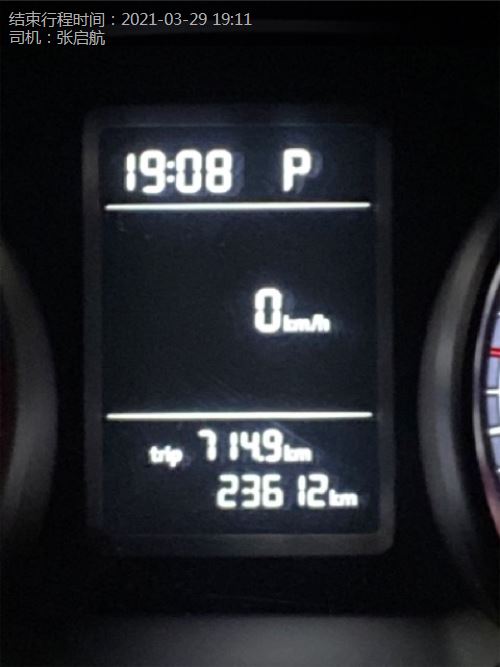 结束行程时间：2021-03-29 19:11
司机：张启航
19:08 P
0 km/h
trip 714.9 km
23612 km